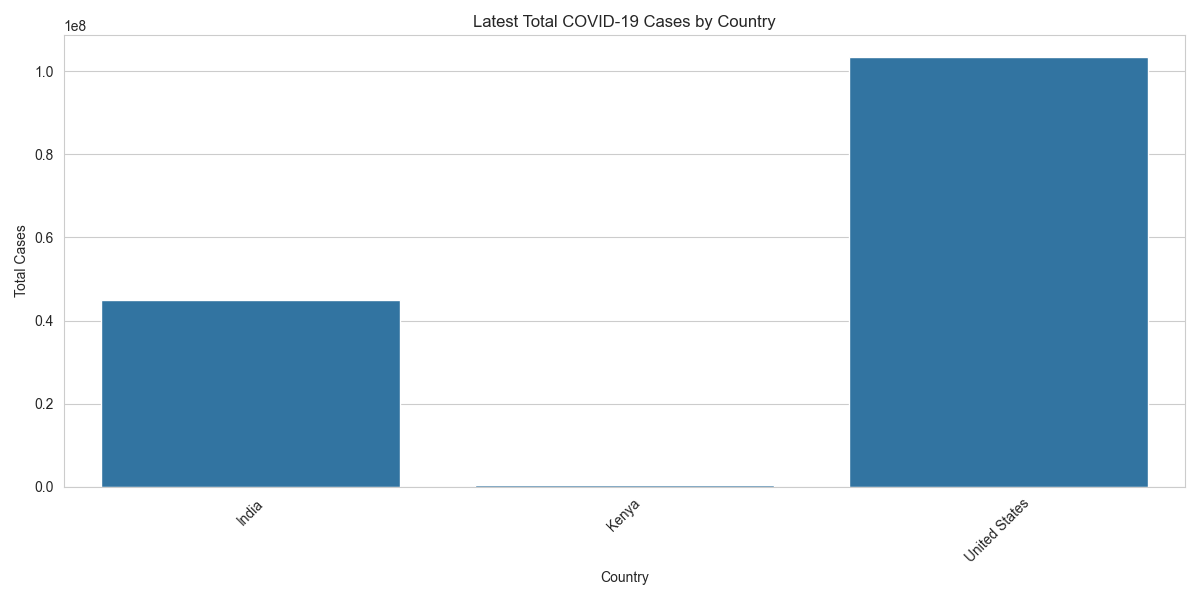 Latest Total COVID-19 Cases by Country
1e8
1.0
0.8
0.6
0.4
0.2
0.0
Total Cases
India
Kenya
United States
Country